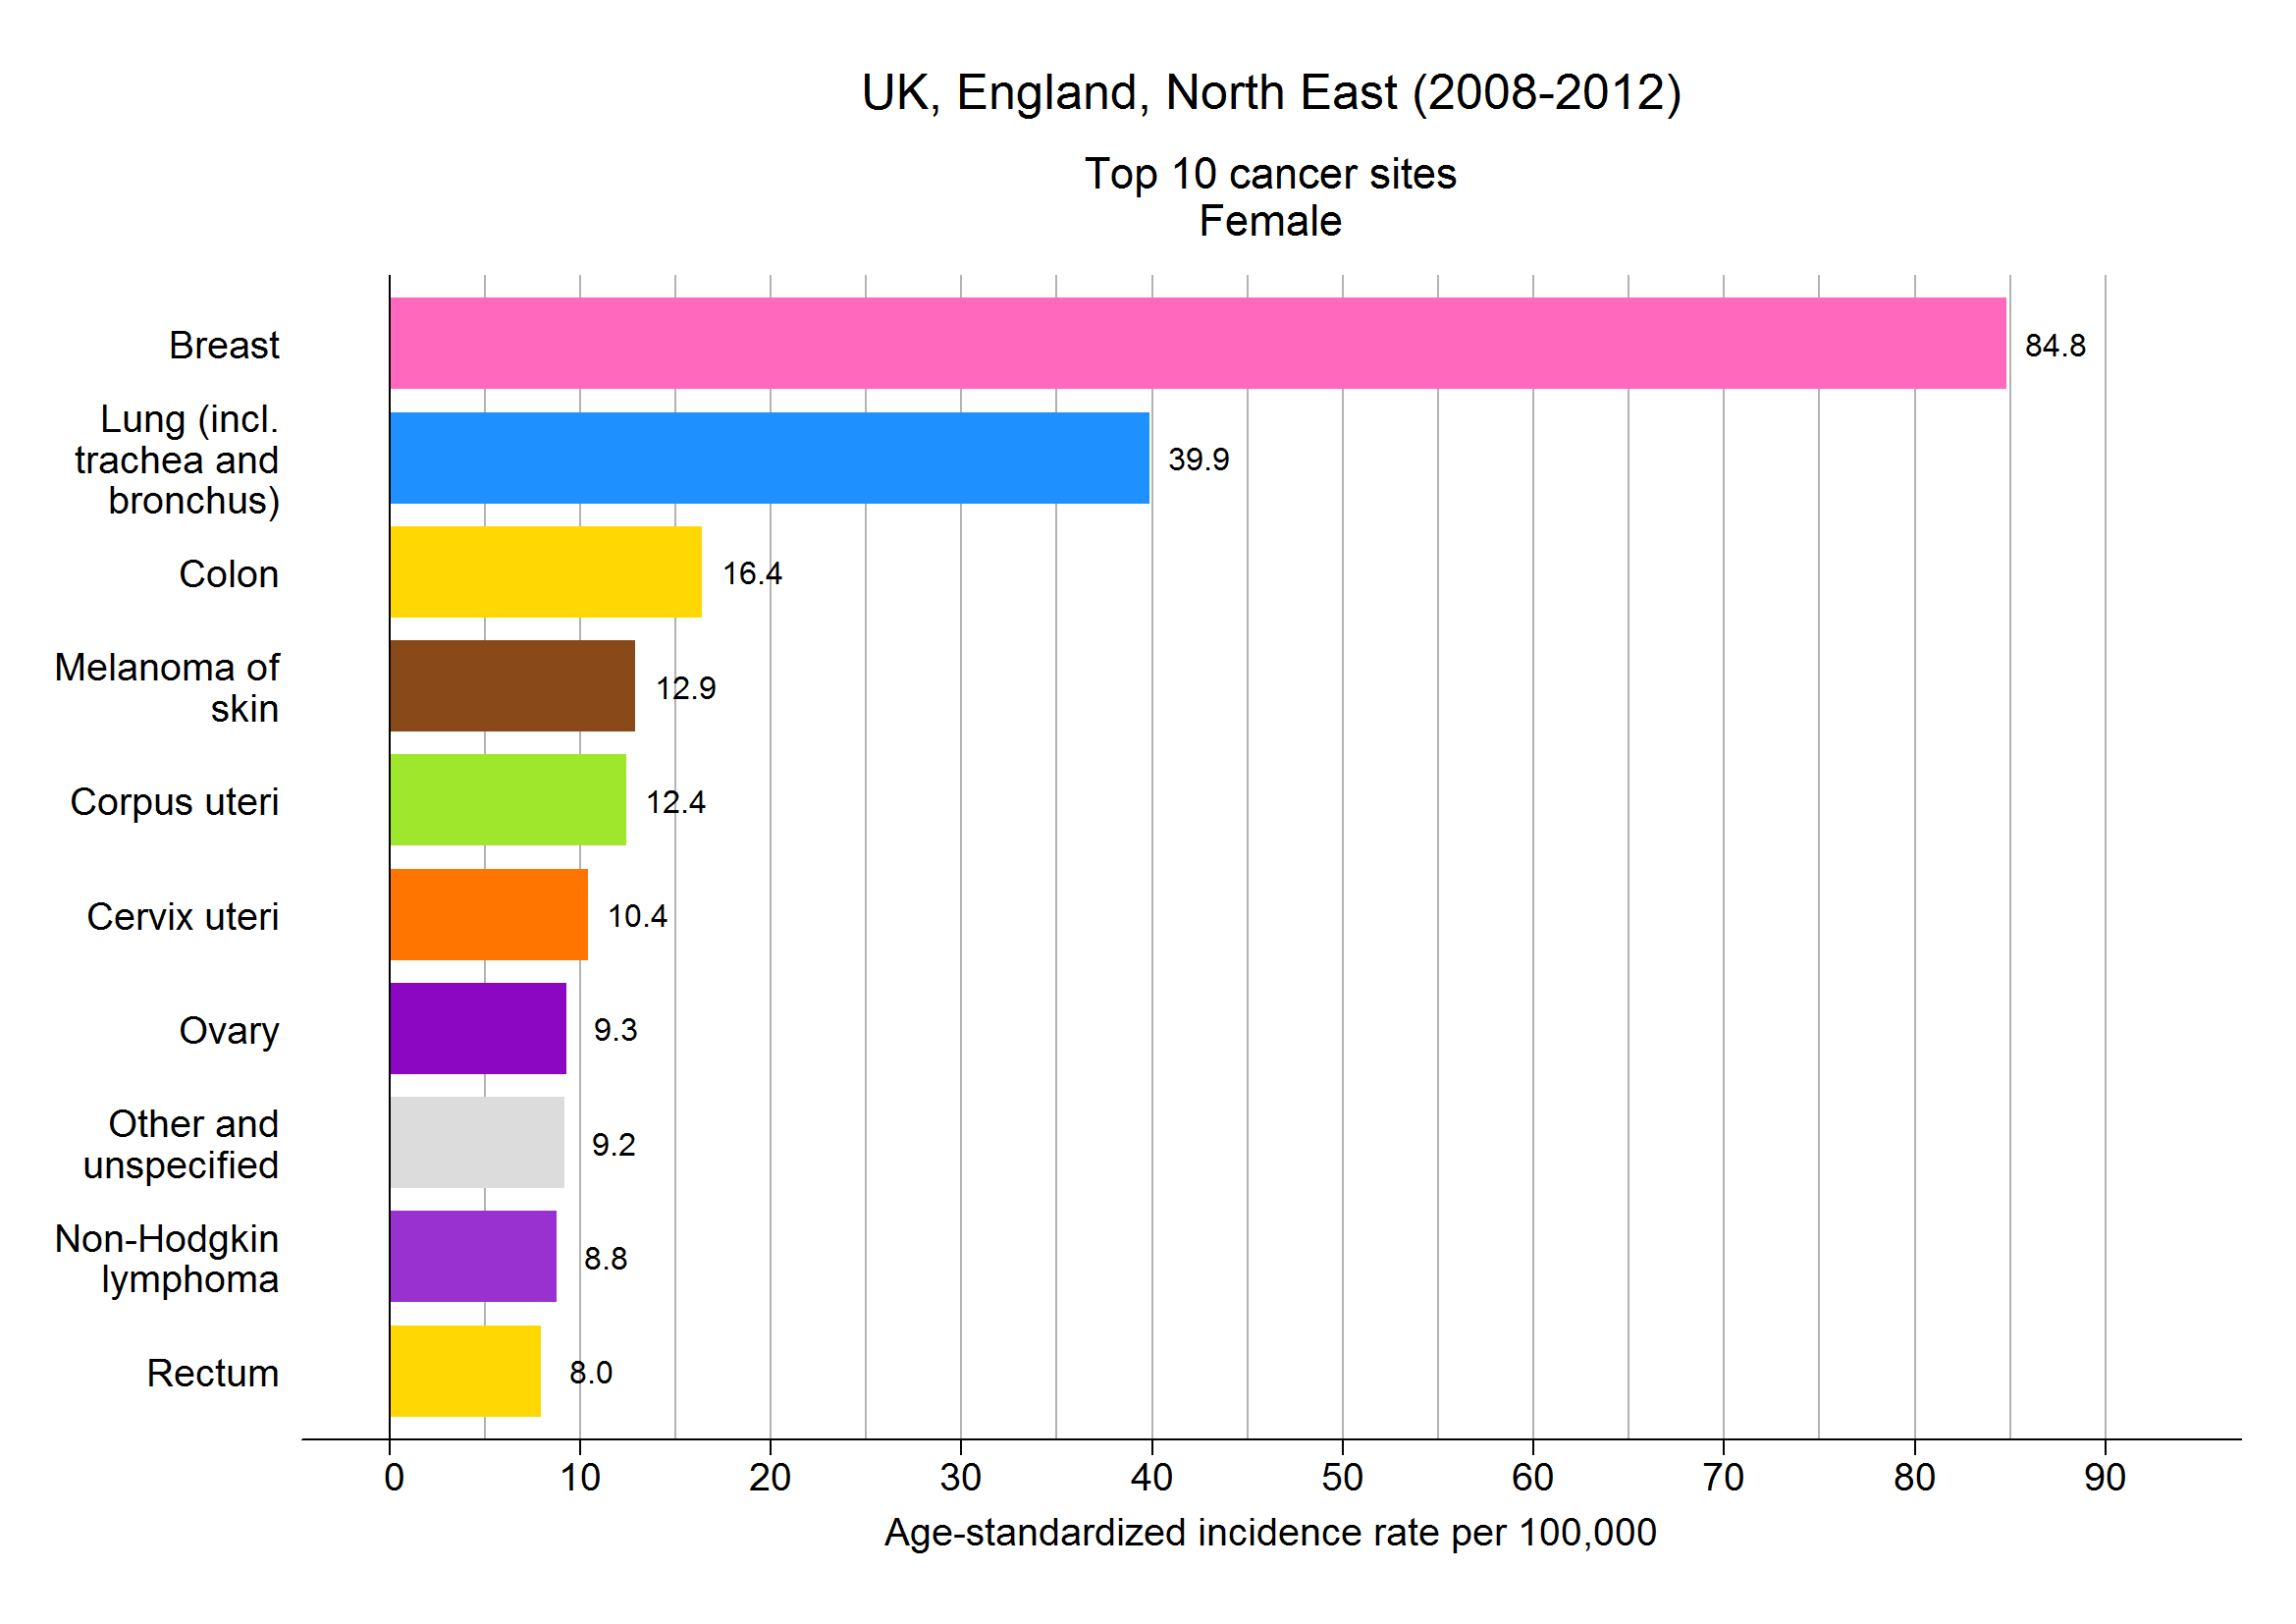 UK, England, North East (2008-2012)
Top 10 cancer sites
Female
Breast
84.8
Lung (incl.
trachea and
bronchus)
39.9
Colon
16.4
Melanoma of
skin
12.9
Corpus uteri
12.4
Cervix uteri
10.4
Ovary
9.3
Other and
unspecified
9.2
Non-Hodgkin
lymphoma
8.8
Rectum
8.0
0 10 20 30 40 50 60 70 80 90
Age-standardized incidence rate per 100,000